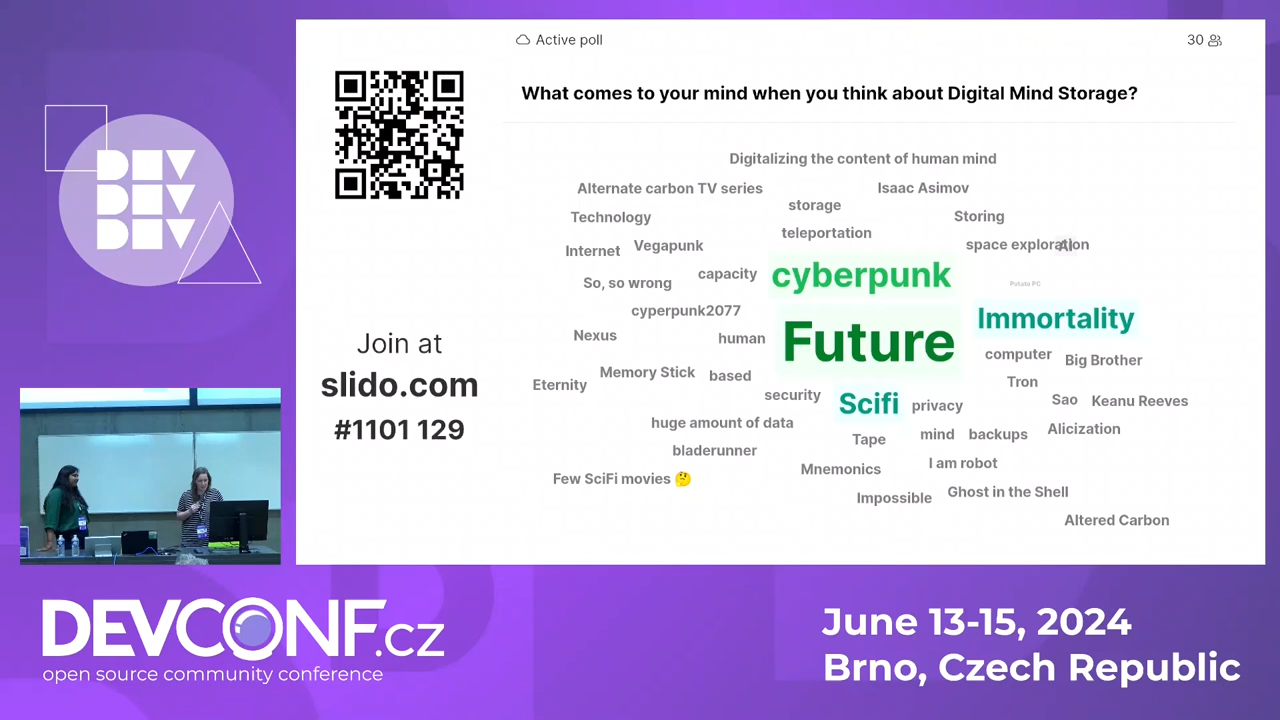 Active poll
30
What comes to your mind when you think about Digital Mind Storage?
Digitalizing the content of human mind
Alternate carbon TV series
Isaac Asimov
storage
Technology
Storing
teleportation
Internet
Vegapunk
space exploration
AI
capacity
cyberpunk
So, so wrong
Potato PC
cyperpunk2077
Immortality
Nexus
human
Future
computer
Big Brother
Memory Stick
based
Eternity
Tron
security
Scifi
privacy
Sao
Keanu Reeves
huge amount of data
Tape
mind
backups
Alicization
bladerunner
Mnemonics
I am robot
Few SciFi movies 🤔
Impossible
Ghost in the Shell
Altered Carbon
Join at
slido.com
#1101 129
DEV
DEV
DEV
DEVCONF.cz
open source community conference
June 13-15, 2024
Brno, Czech Republic